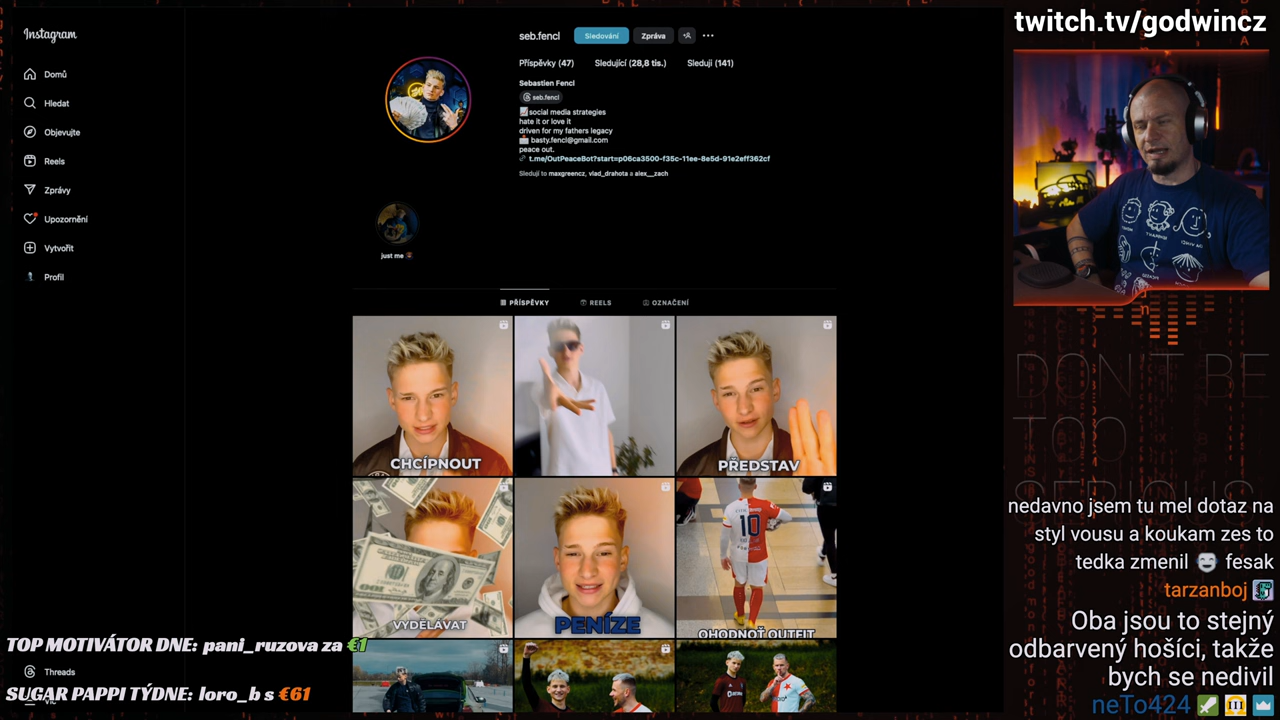 Instagram
Domů
Hledat
Objevujte
Reels
Zprávy
Upozornění
Vytvořit
Profil
Threads
seb.fencl
Sledování
Zpráva
Příspěvky (47)
Sledující (28,8 tis.)
Sleduji (141)
Sebastien Fencl
seb.fencl
social media strategies
hate it or love it
driven for my fathers legacy
basty.fencl@gmail.com
peace out.
t.me/OutPeaceBot?start=p06ca3500-f35c-11ee-8e5d-91e2eff362cf
Sledují to maxgreencz, vlad_drahota a alex__zach
just me
PŘÍSPĚVKY
REELS
OZNAČENÍ
CHCÍPNOUT
PŘEDSTAV
VYDĚLÁVAT
PENÍZE
10
OHODNOŤ OUTFIT
TOP MOTIVÁTOR DNE: pani_ruzova za €1
SUGAR PAPPI TÝDNE: loro_b s €61
twitch.tv/godwincz
DON'T BE
TOO
SERIOUS
nedavno jsem tu mel dotaz na
styl vousu a koukam zes to
tedka zmenil fesak
tarzanboj
Oba jsou to stejný
odbarvený hošíci, takže
bych se nedivil
neTo424